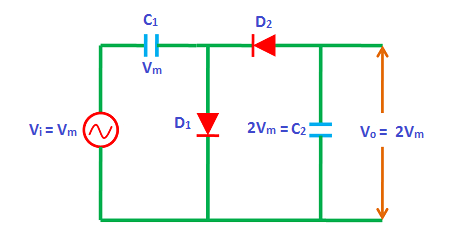 C₁
D₂
Vₘ
Vᵢ = Vₘ
D₁
2Vₘ = C₂
Vₒ = 2Vₘ